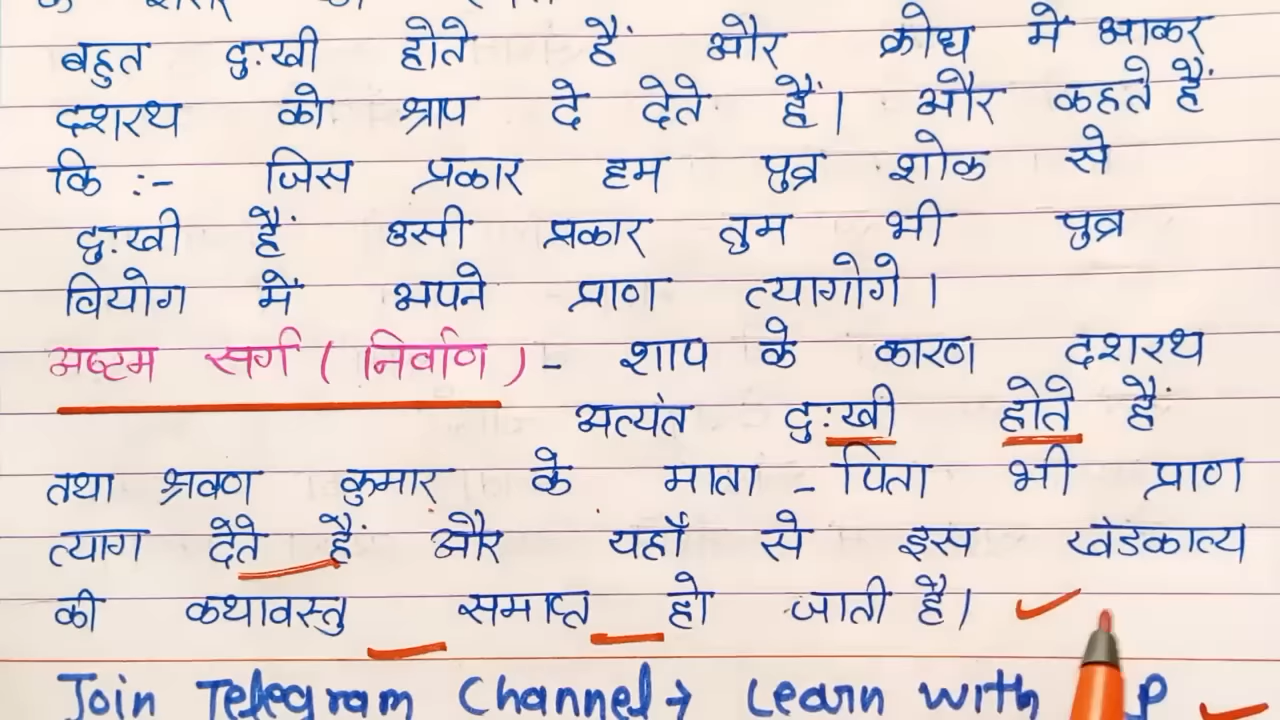 बहुत दुःखी होते हैं और क्रोध में आकर
दशरथ को श्राप दे देते हैं। और कहते हैं
कि :- जिस प्रकार हम पुत्र शोक से
दुःखी हैं उसी प्रकार तुम भी पुत्र
वियोग में अपने प्राण त्यागोगे।
अष्टम सर्ग ( निर्वाण ) - शाप के कारण दशरथ
अत्यंत दुःखी होते हैं
तथा श्रवण कुमार के माता - पिता भी प्राण
त्याग देते हैं और यहाँ से इस खंडकाव्य
की कथावस्तु समाप्त हो जाती है।
Join Telegram Channel → Learn with P